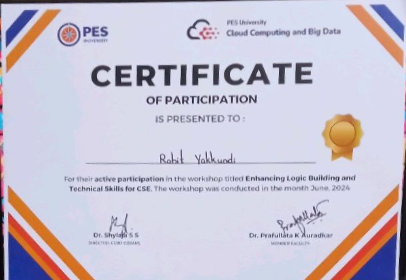 PES
UNIVERSITY
PES University
Cloud Computing and Big Data
CERTIFICATE
OF PARTICIPATION
IS PRESENTED TO :
Rohit Yakkundi
For their active participation in the workshop titled Enhancing Logic Building and
Technical Skills for CSE. The workshop was conducted in the month June, 2024
Dr. Shylaja S S
Dr. Prafullata K Auradkar